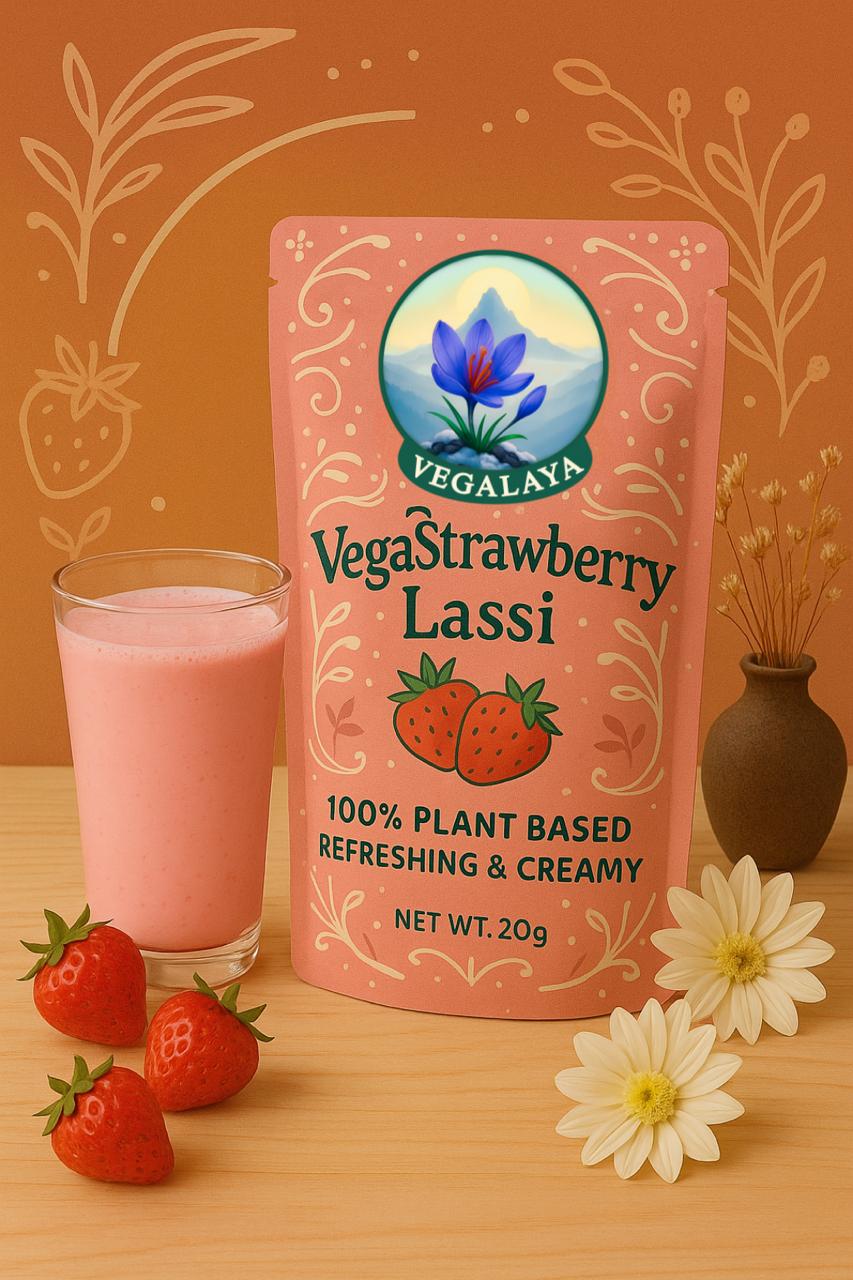 VEGALAYA
VegaStrawberry
Lassi
100% PLANT BASED
REFRESHING & CREAMY
NET WT. 20g